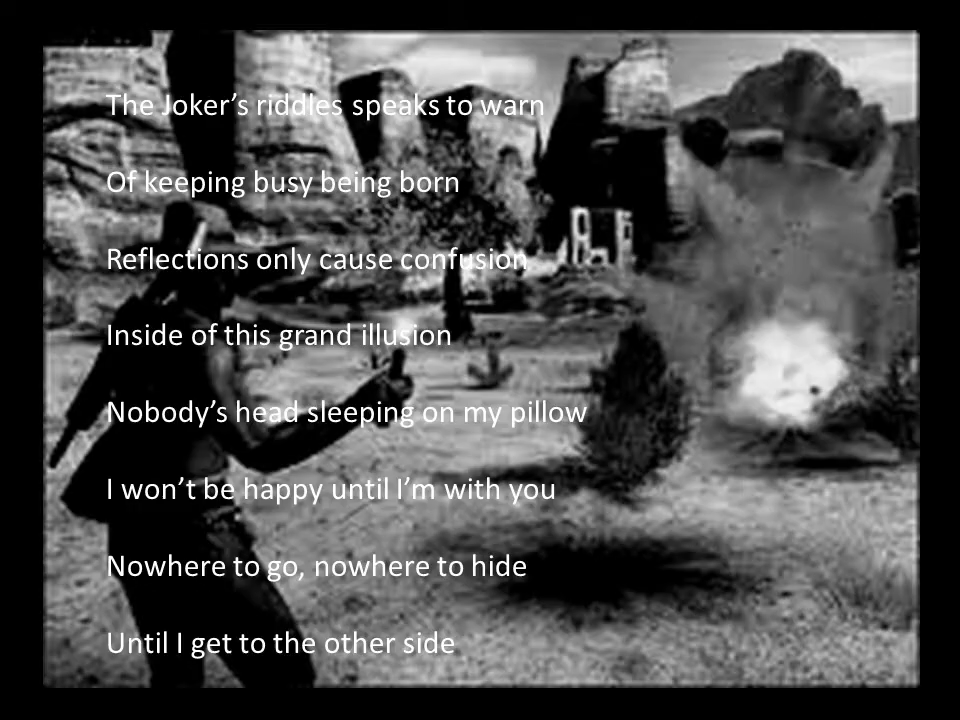 The Joker’s riddles speaks to warn
Of keeping busy being born
Reflections only cause confusion
Inside of this grand illusion
Nobody’s head sleeping on my pillow
I won’t be happy until I’m with you
Nowhere to go, nowhere to hide
Until I get to the other side